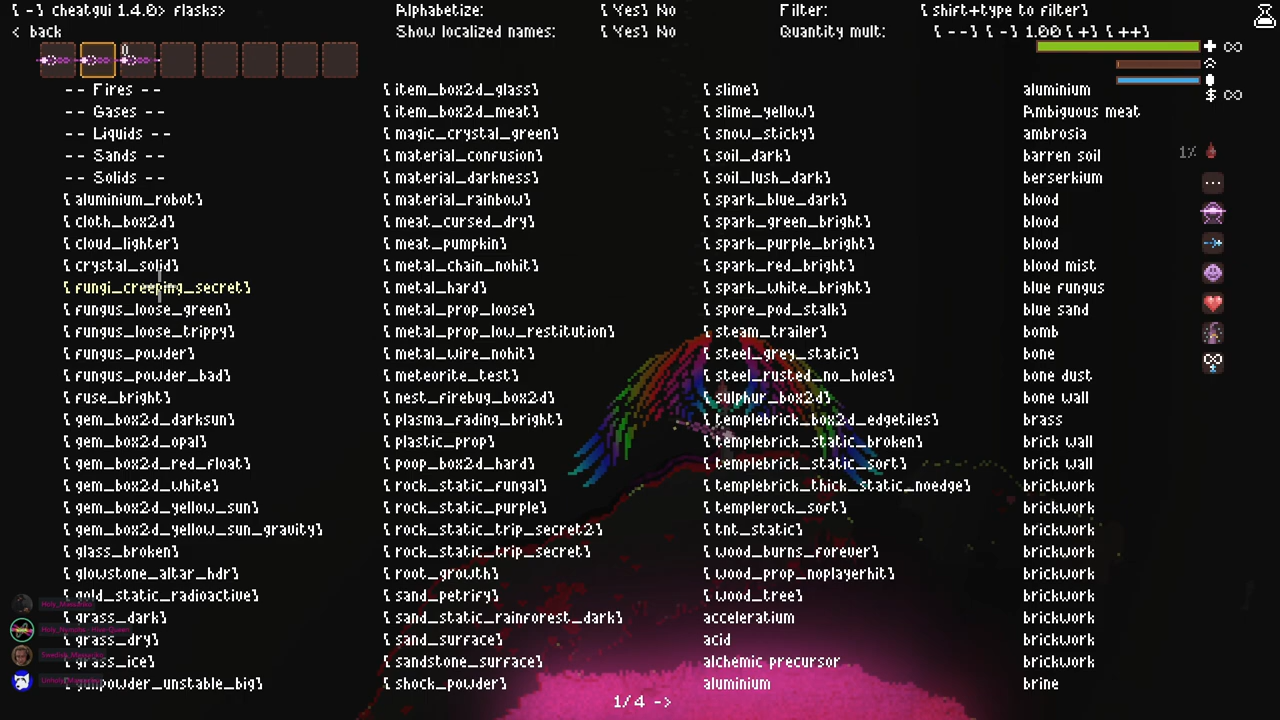 [-] cheatgui 1.4.0> flasks>
Alphabetize: [Yes] No
Filter: [shift+type to filter]
< back
Show localized names: [Yes] No
Quantity mult: [--] [-] 1.00 [+] [++]
0
∞
∞
1%
-- Fires --
-- Gases --
-- Liquids --
-- Sands --
-- Solids --
[aluminium_robot]
[cloth_box2d]
[cloud_lighter]
[crystal_solid]
[fungi_creeping_secret]
[fungus_loose_green]
[fungus_loose_trippy]
[fungus_powder]
[fungus_powder_bad]
[fuse_bright]
[gem_box2d_darksun]
[gem_box2d_opal]
[gem_box2d_red_float]
[gem_box2d_white]
[gem_box2d_yellow_sun]
[gem_box2d_yellow_sun_gravity]
[glass_broken]
[glowstone_altar_hdr]
[gold_static_radioactive]
[grass_dark]
[grass_dry]
[grass_ice]
[gunpowder_unstable_big]
[item_box2d_glass]
[item_box2d_meat]
[magic_crystal_green]
[material_confusion]
[material_darkness]
[material_rainbow]
[meat_cursed_dry]
[meat_pumpkin]
[metal_chain_nohit]
[metal_hard]
[metal_prop_loose]
[metal_prop_low_restitution]
[metal_wire_nohit]
[meteorite_test]
[nest_firebug_box2d]
[plasma_fading_bright]
[plastic_prop]
[poop_box2d_hard]
[rock_static_fungal]
[rock_static_purple]
[rock_static_trip_secret2]
[rock_static_trip_secret]
[root_growth]
[sand_petrify]
[sand_static_rainforest_dark]
[sand_surface]
[sandstone_surface]
[shock_powder]
[slime]
[slime_yellow]
[snow_sticky]
[soil_dark]
[soil_lush_dark]
[spark_blue_dark]
[spark_green_bright]
[spark_purple_bright]
[spark_red_bright]
[spark_white_bright]
[spore_pod_stalk]
[steam_trailer]
[steel_grey_static]
[steel_rusted_no_holes]
[sulphur_box2d]
[templebrick_box2d_edgetiles]
[templebrick_static_broken]
[templebrick_static_soft]
[templebrick_thick_static_noedge]
[templerock_soft]
[tnt_static]
[wood_burns_forever]
[wood_prop_noplayerhit]
[wood_tree]
acceleratium
acid
alchemic precursor
aluminium
aluminium
Ambiguous meat
ambrosia
barren soil
berserkium
blood
blood
blood
blood mist
blue fungus
blue sand
bomb
bone
bone dust
bone wall
brass
brick wall
brick wall
brickwork
brickwork
brickwork
brickwork
brickwork
brickwork
brickwork
brickwork
brickwork
brine
1/4 ->